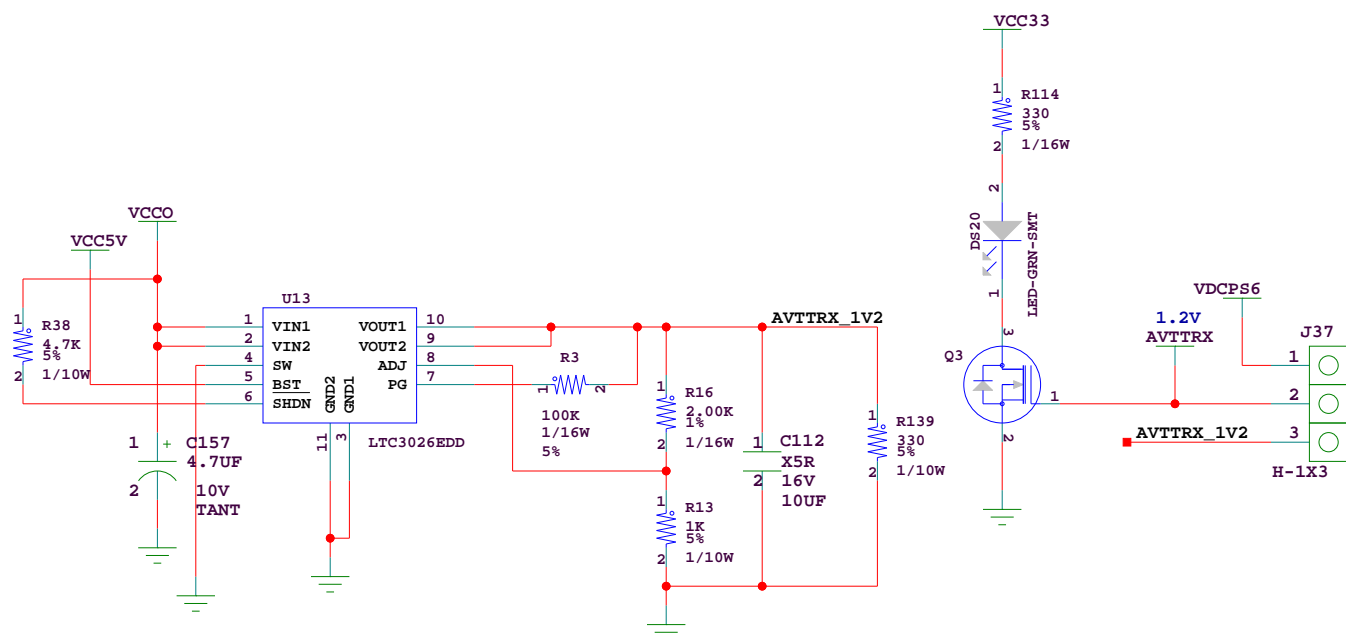 VCC33
1
R114
330
5%
1/16W
2
2
DS20
LED-GRN-SMT
1
3
Q3
1
2
VCCO
VCC5V
1
R38
4.7K
5%
1/10W
2
U13
1
VIN1
VOUT1
10
2
VIN2
VOUT2
9
4
SW
ADJ
8
5
BST
PG
7
6
SHDN
GND2
GND1
11
3
LTC3026EDD
1
+
C157
4.7UF
2
10V
TANT
R3
1
2
100K
1/16W
5%
AVTTRX_1V2
1
R16
2.00K
1%
1/16W
2
1
R13
1K
5%
1/10W
2
1
C112
X5R
2
16V
10UF
1
R139
330
5%
1/10W
2
VDCPS6
1.2V
AVTTRX
J37
1
2
3
AVTTRX_1V2
H-1X3